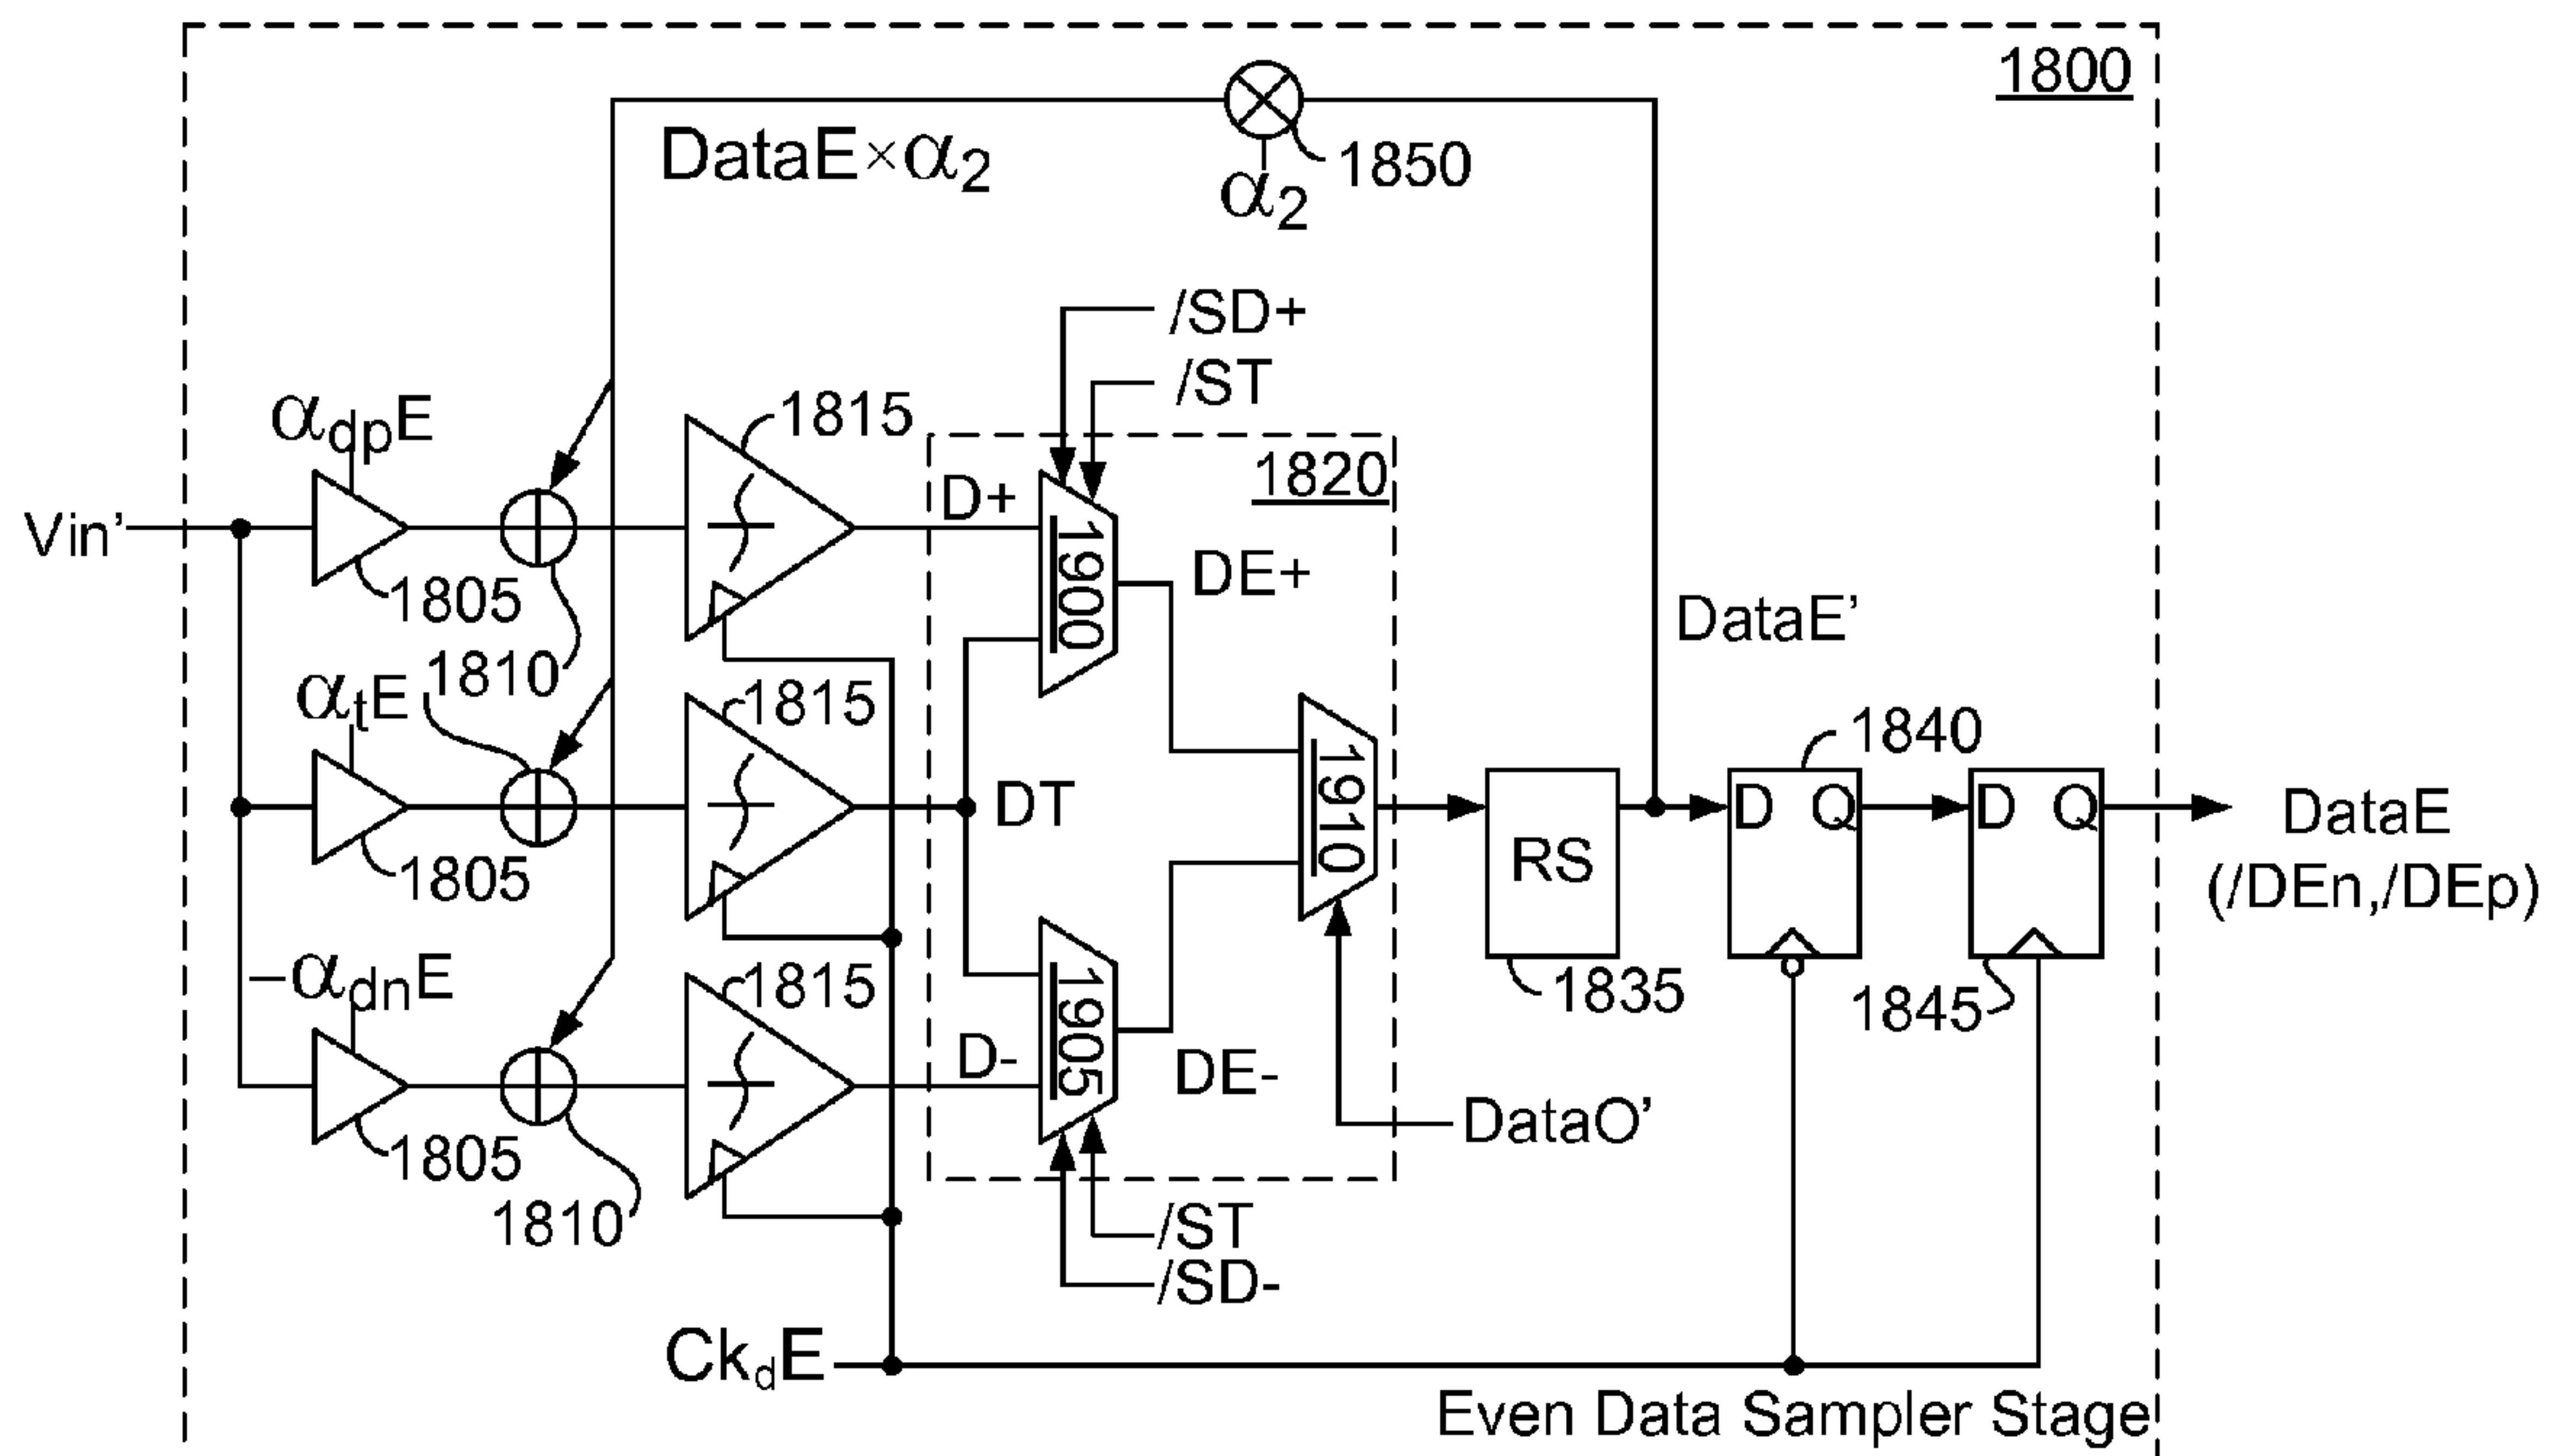 1800
DataE×α2
α2
1850
/SD+
/ST
αdpE
1815
1820
D+
Vin’
1900
DE+
1805
1810
DataE’
αtE
1815
1840
1910
DT
D Q
D Q
DataE
(/DEn,/DEp)
RS
1805
–αdnE
1815
1835
1845
1905
D-
DE-
DataO’
1805
1810
/ST
/SD-
CkdE
Even Data Sampler Stage